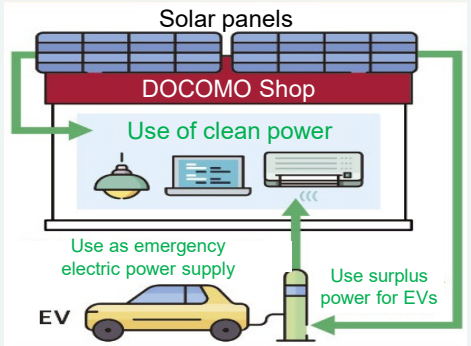 Solar panels
DOCOMO Shop
Use of clean power
Use as emergency
electric power supply
Use surplus
power for EVs
EV